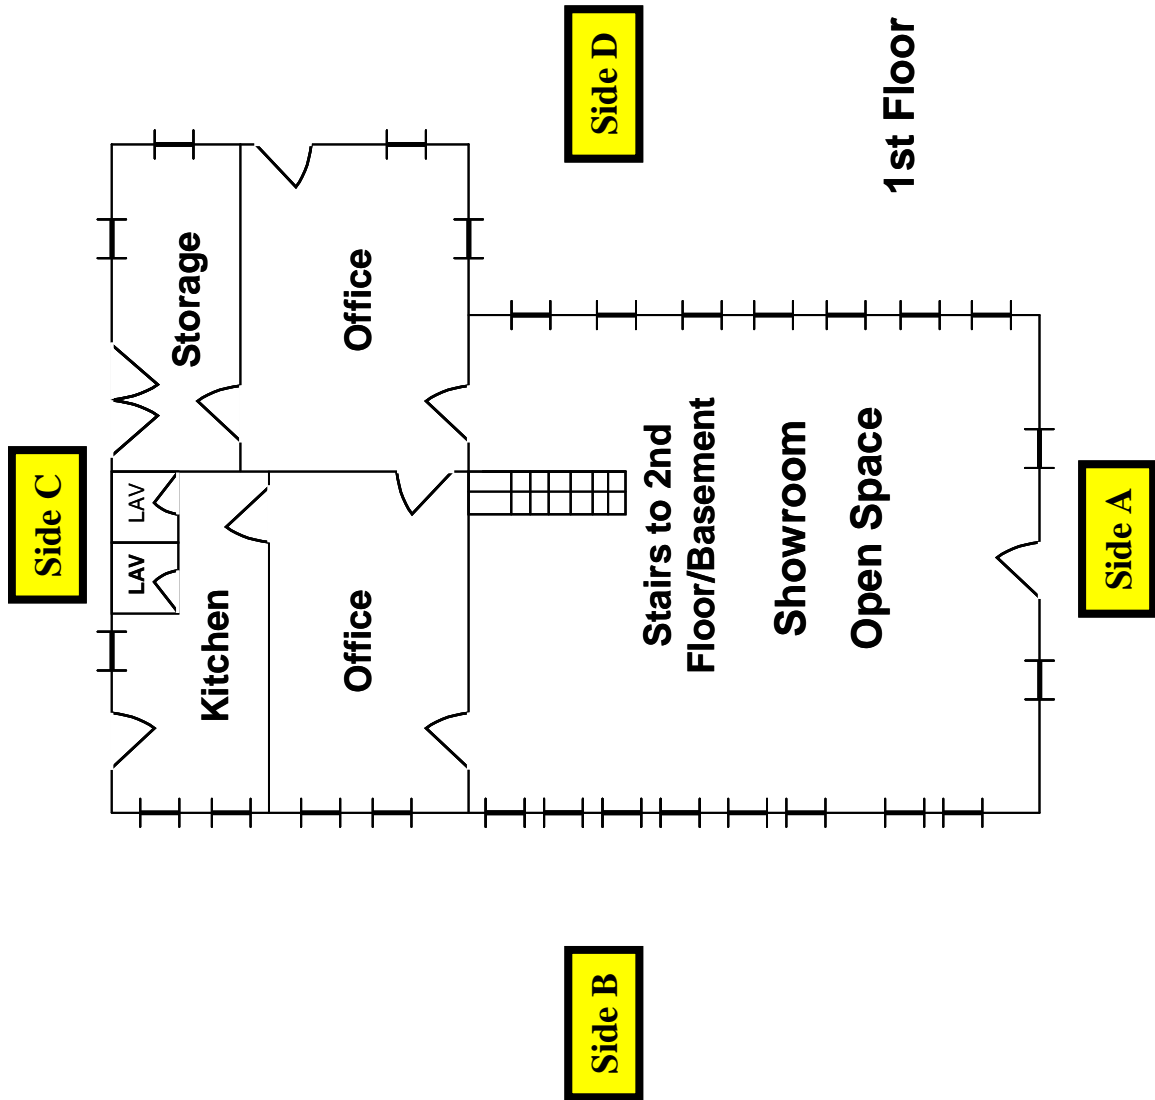 Side C
Side D
Side A
Side B
1st Floor
Storage
Office
LAV
LAV
Kitchen
Office
Stairs to 2nd
Floor/Basement
Showroom
Open Space